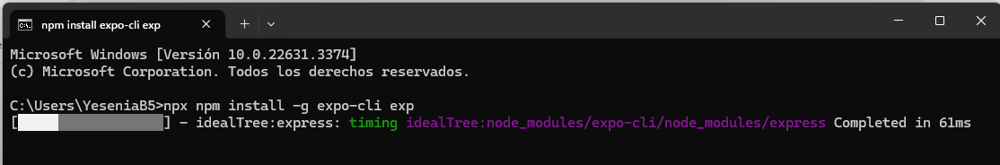 npm install expo-cli exp
Microsoft Windows [Versión 10.0.22631.3374]
(c) Microsoft Corporation. Todos los derechos reservados.
C:\Users\YeseniaB5>npx npm install -g expo-cli exp
[                  ] - idealTree:express: timing idealTree:node_modules/expo-cli/node_modules/express Completed in 61ms